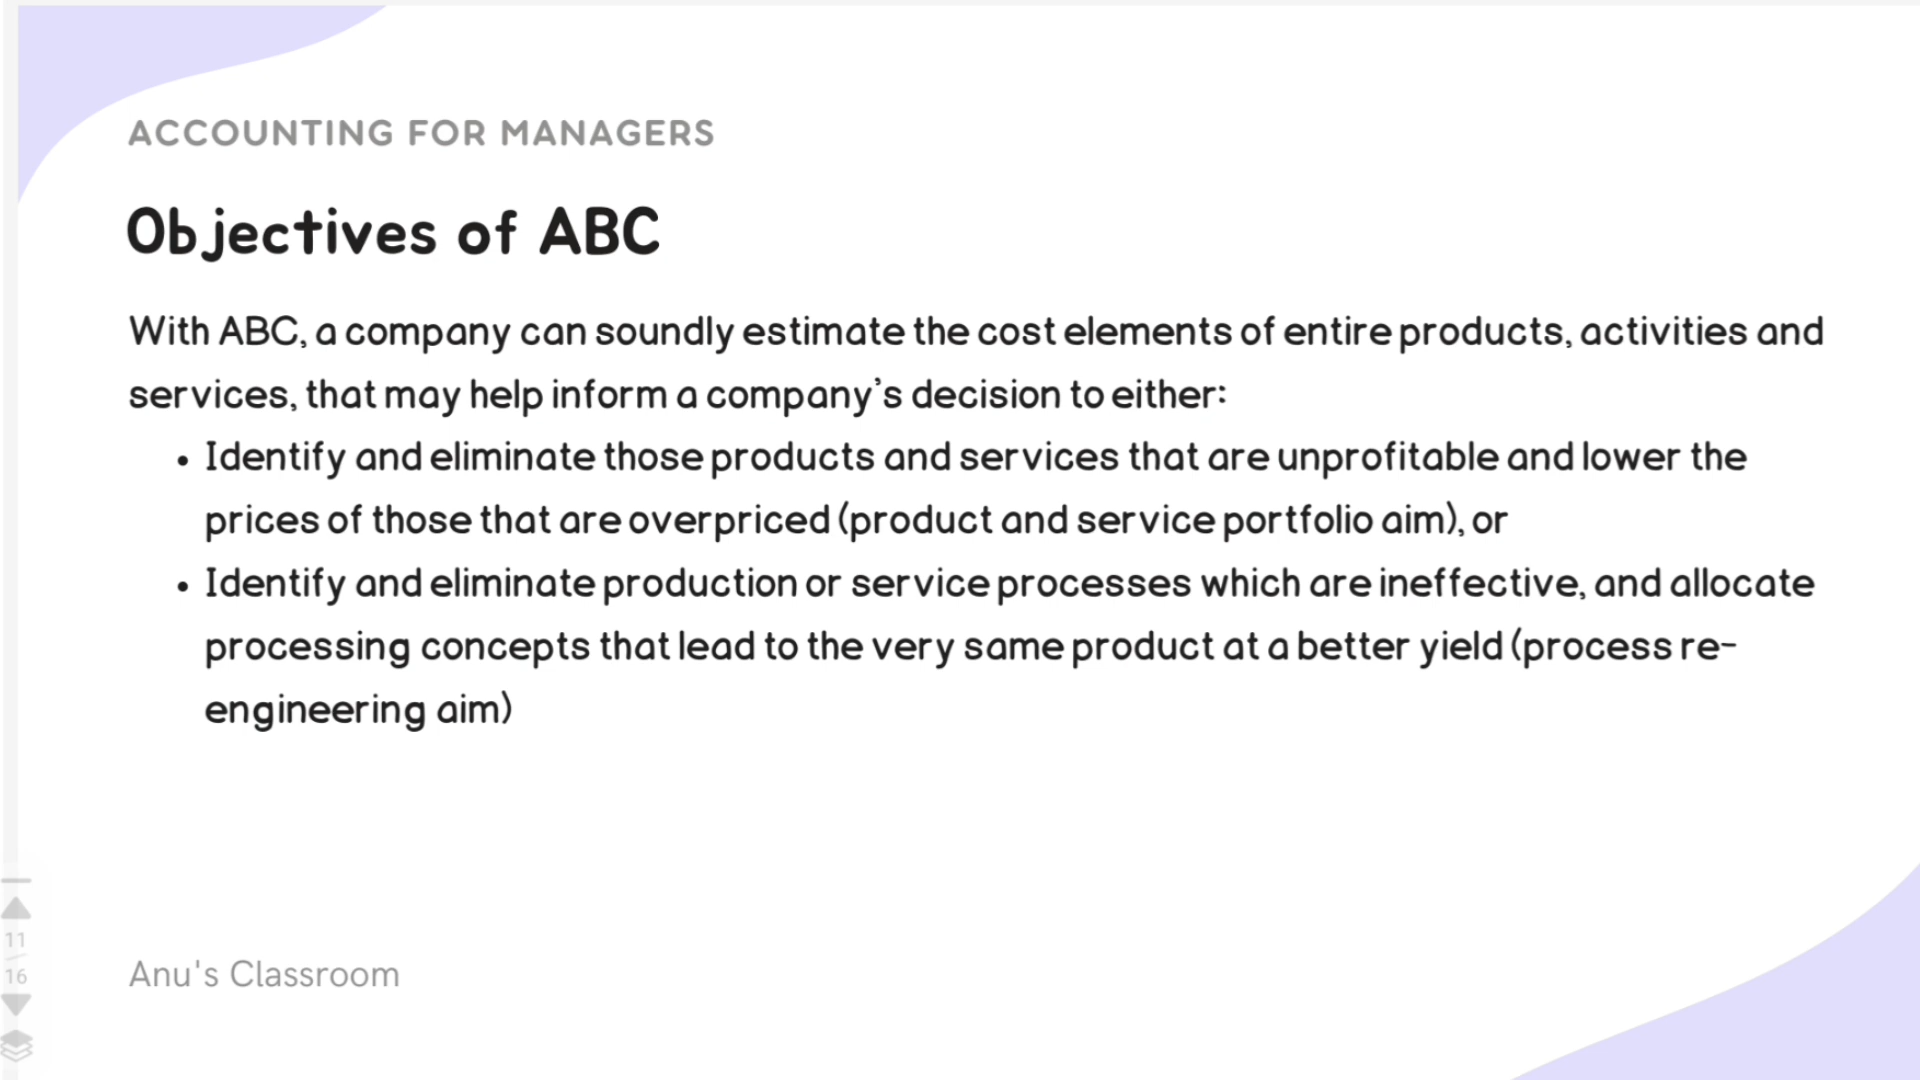 ACCOUNTING FOR MANAGERS
Objectives of ABC
With ABC, a company can soundly estimate the cost elements of entire products, activities and
services, that may help inform a company's decision to either:
• Identify and eliminate those products and services that are unprofitable and lower the
prices of those that are overpriced (product and service portfolio aim), or
• Identify and eliminate production or service processes which are ineffective, and allocate
processing concepts that lead to the very same product at a better yield (process re-
engineering aim)
11
16
Anu's Classroom